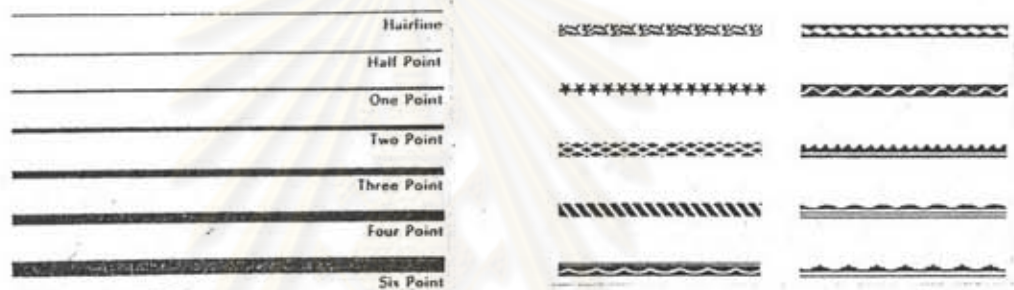 Hairline
Half Point
One Point
Two Point
Three Point
Four Point
Six Point